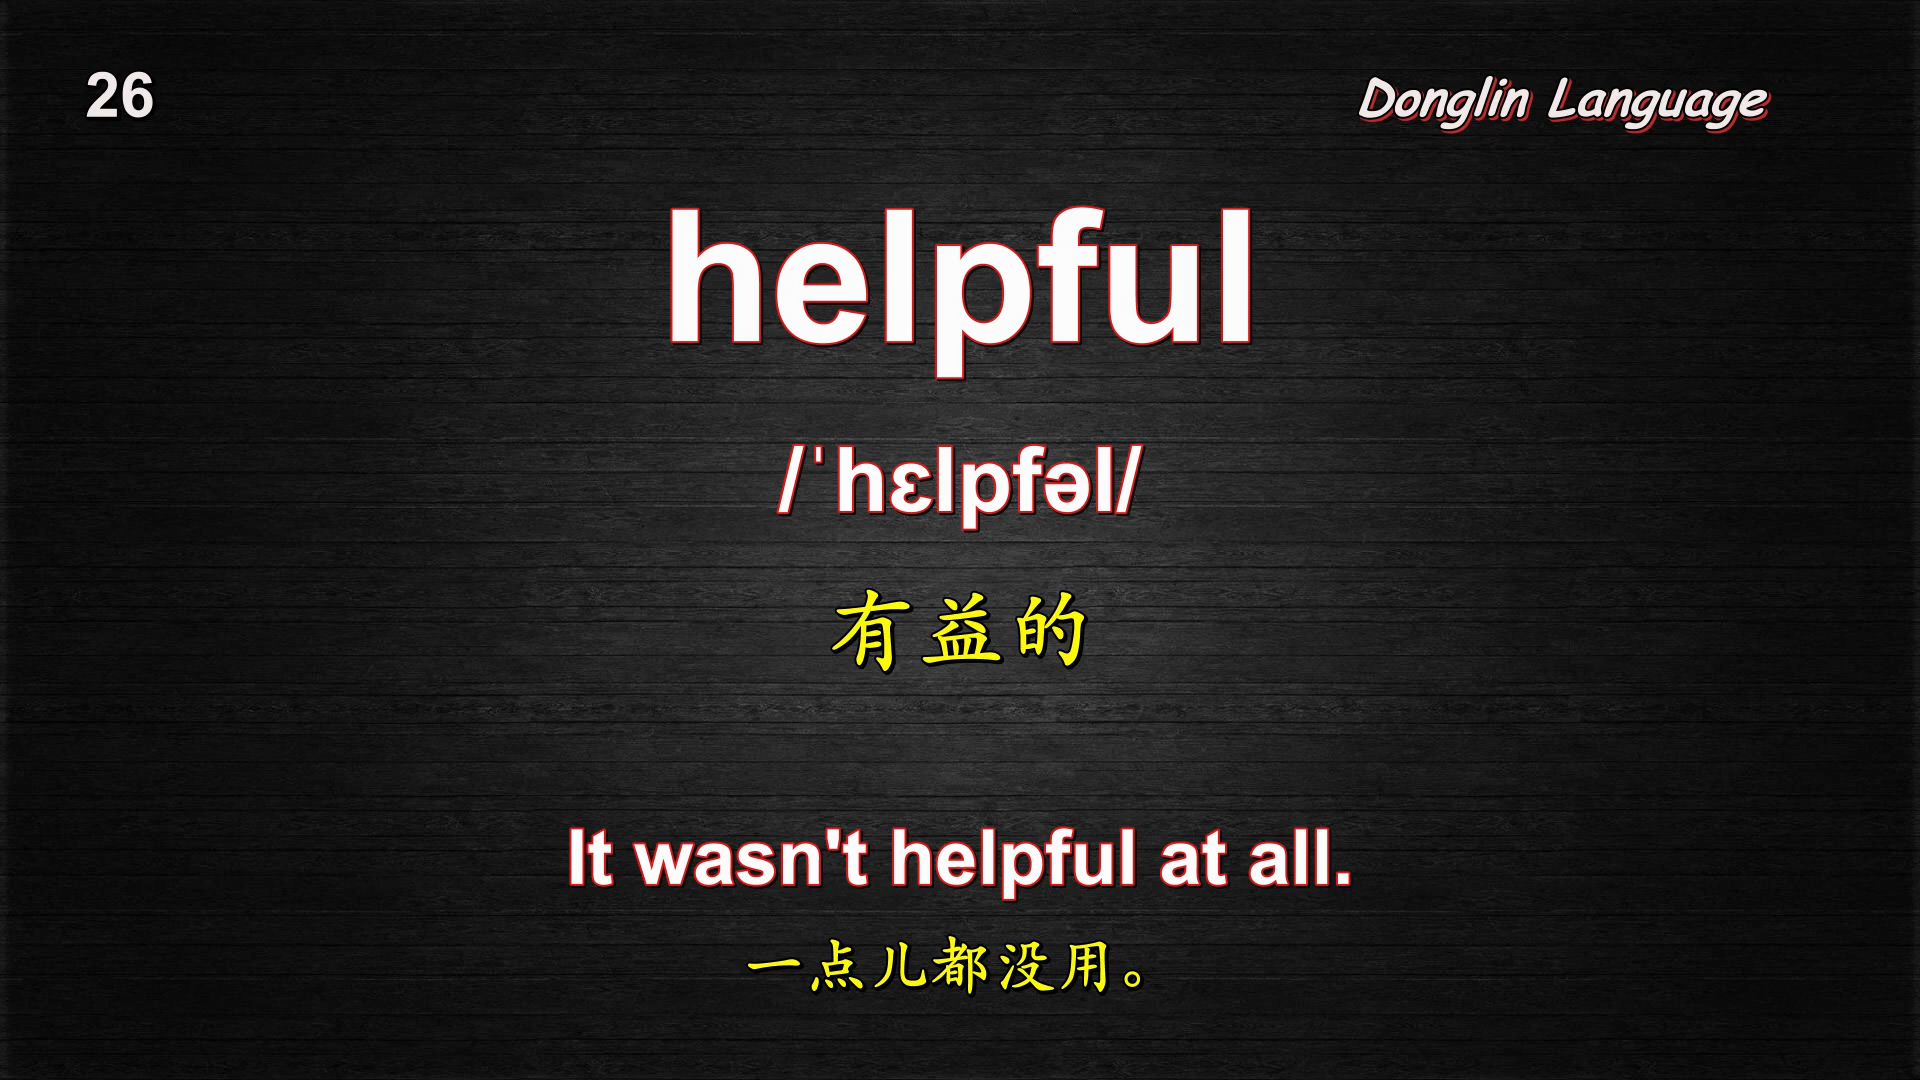 26
Donglin Language
helpful
/ˈhɛlpfəl/
有益的
It wasn't helpful at all.
一点儿都没用。